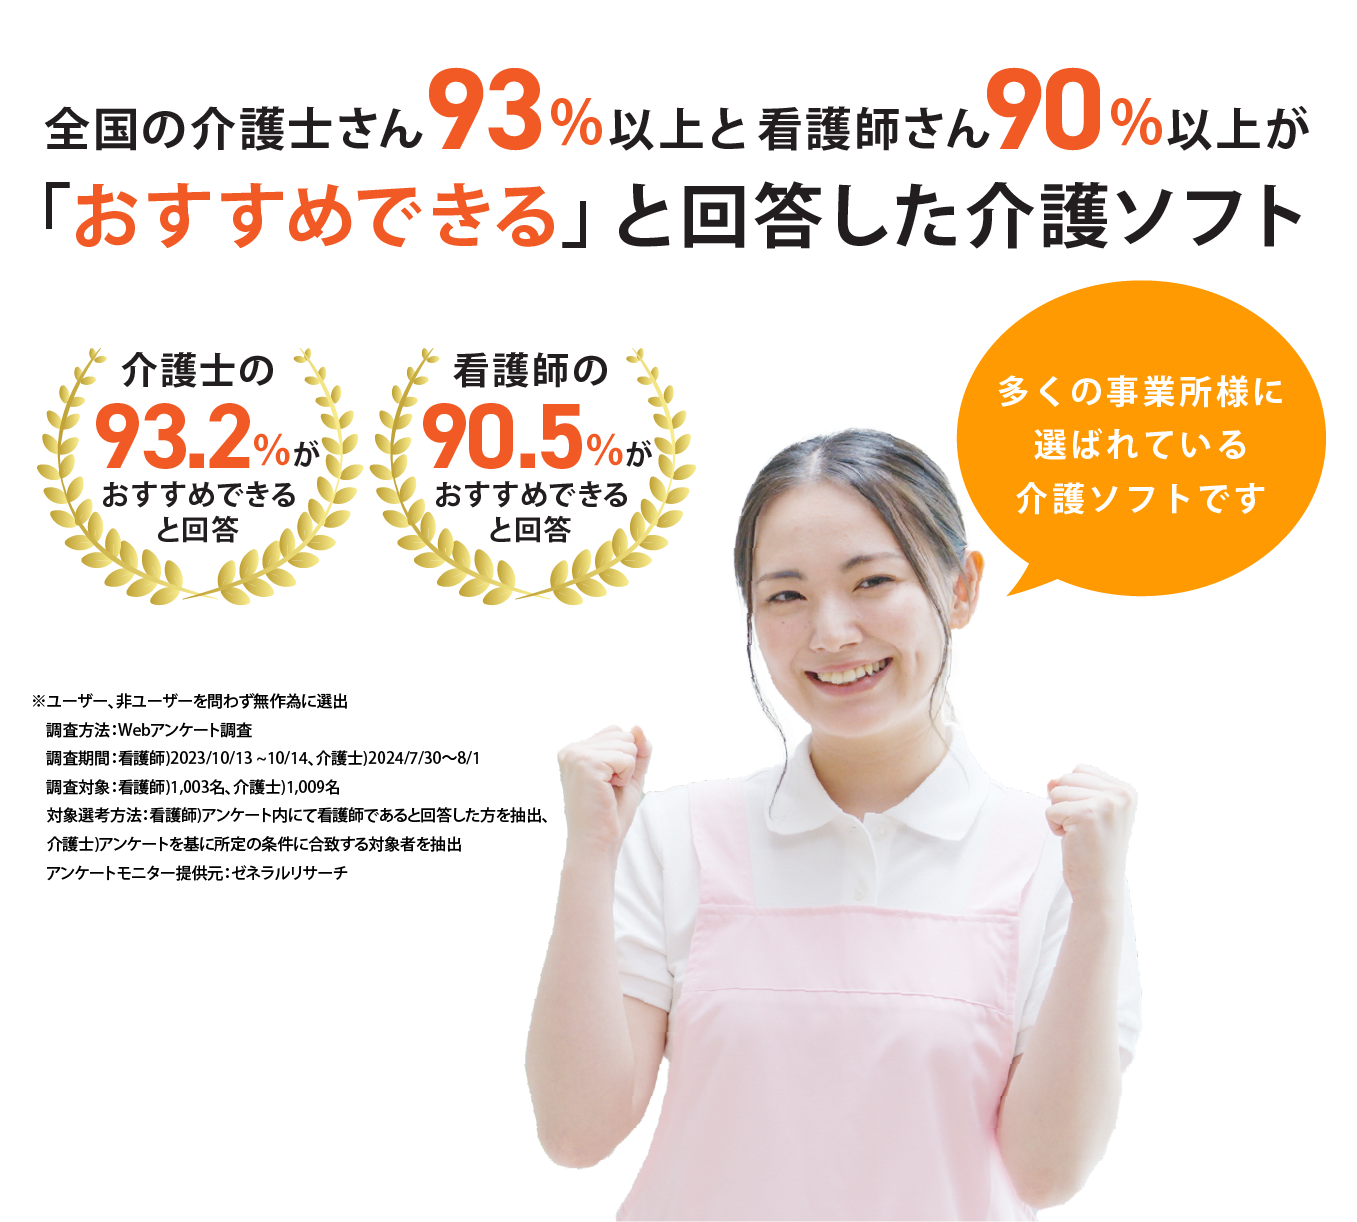 全国の介護士さん93%以上と看護師さん90%以上が
「おすすめできる」と回答した介護ソフト
介護士の
93.2%が
おすすめできる
と回答
看護師の
90.5%が
おすすめできる
と回答
多くの事業所様に
選ばれている
介護ソフトです
※ユーザー、非ユーザーを問わず無作為に選出
調査方法：Webアンケート調査
調査期間：看護師)2023/10/13 ~10/14、介護士)2024/7/30〜8/1
調査対象：看護師)1,003名、介護士)1,009名
対象選考方法：看護師)アンケート内にて看護師であると回答した方を抽出、
介護士)アンケートを基に所定の条件に合致する対象者を抽出
アンケートモニター提供元：ゼネラルリサーチ